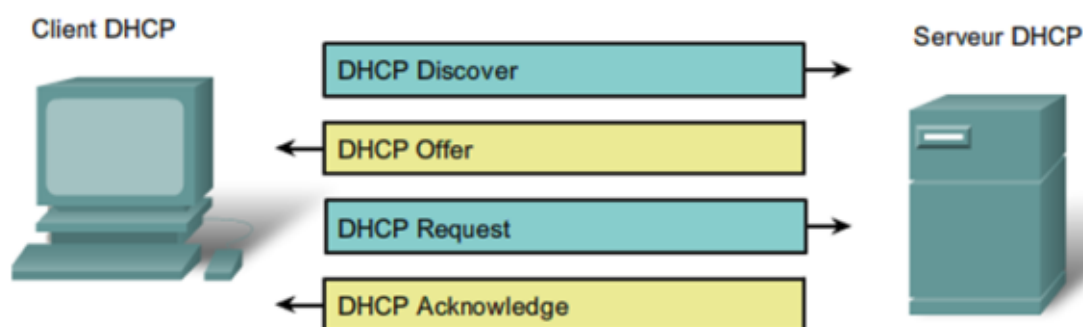 Client DHCP
Serveur DHCP
DHCP Discover
DHCP Offer
DHCP Request
DHCP Acknowledge